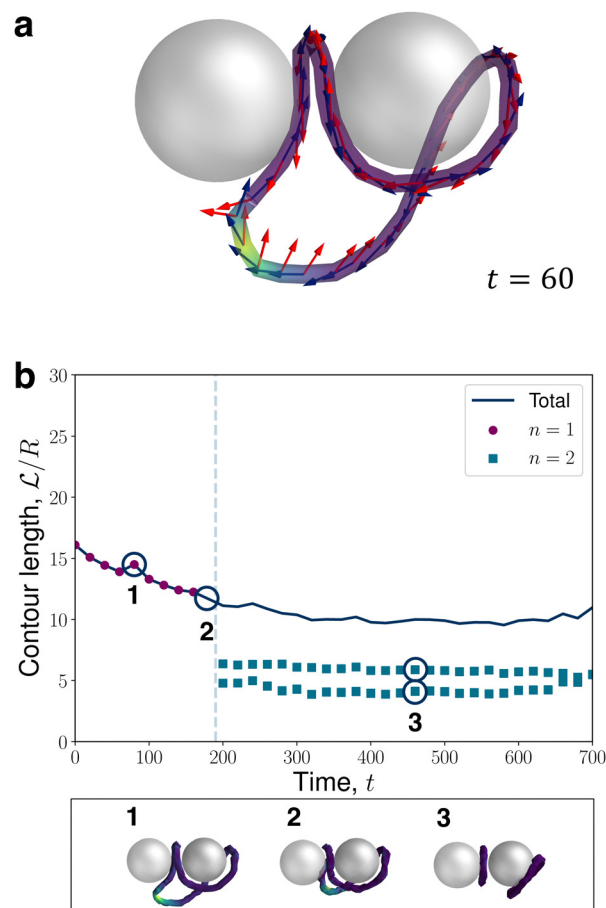 a
t = 60
b
30
25
20
15
10
5
0
Contour length, ℒ/R
Total
n = 1
n = 2
1
2
3
0 100 200 300 400 500 600 700
Time, t
1 2 3